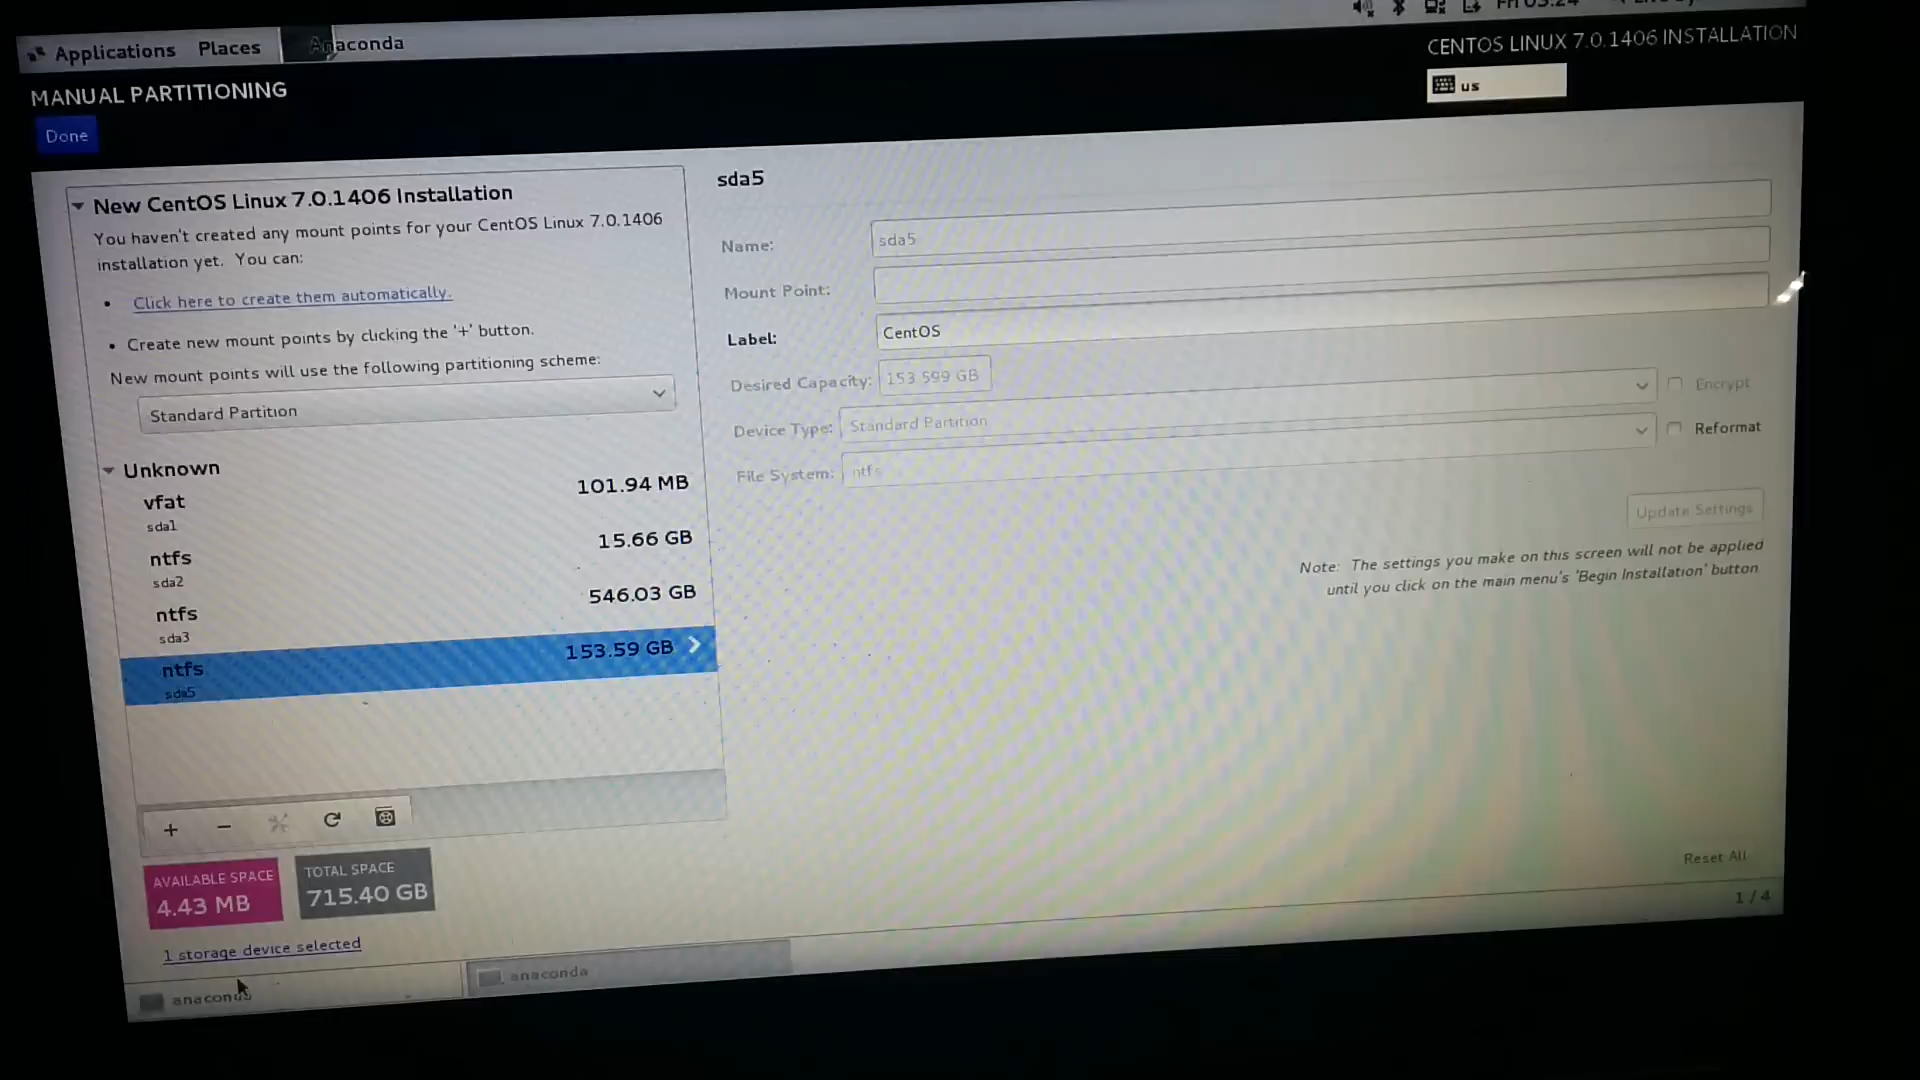 Applications Places Anaconda
CENTOS LINUX 7.0.1406 INSTALLATION
MANUAL PARTITIONING
us
Done
New CentOS Linux 7.0.1406 Installation
You haven't created any mount points for your CentOS Linux 7.0.1406
installation yet. You can:
• Click here to create them automatically.
• Create new mount points by clicking the '+' button.
New mount points will use the following partitioning scheme:
Standard Partition
Unknown
vfat 101.94 MB
sda1
ntfs 15.66 GB
sda2
ntfs 546.03 GB
sda3
ntfs 153.59 GB
sda5
+ −
AVAILABLE SPACE
4.43 MB
TOTAL SPACE
715.40 GB
1 storage device selected
sda5
Name: sda5
Mount Point:
Label: CentOS
Desired Capacity: 153.599 GB
Device Type: Standard Partition Encrypt
File System: ntfs Reformat
Update Settings
Note: The settings you make on this screen will not be applied
until you click on the main menu's 'Begin Installation' button.
Reset All
1 / 4
anaconda
anaconda